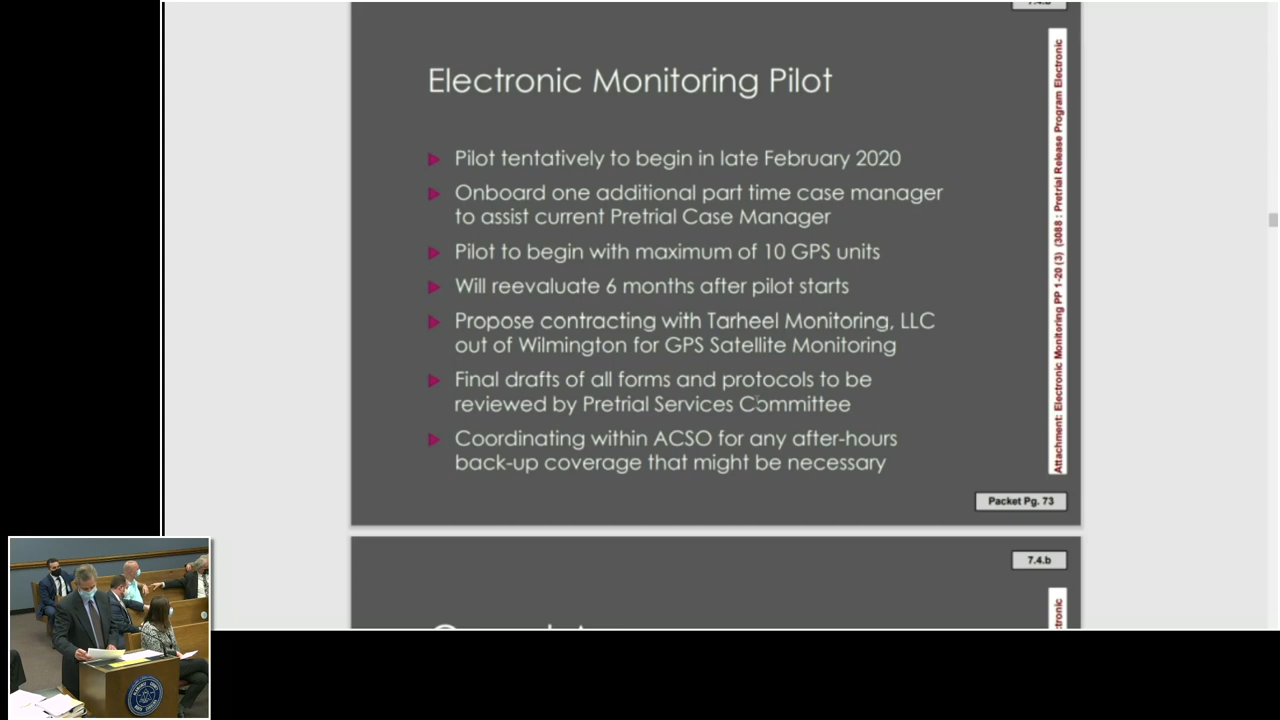 Electronic Monitoring Pilot
Pilot tentatively to begin in late February 2020
Onboard one additional part time case manager
to assist current Pretrial Case Manager
Pilot to begin with maximum of 10 GPS units
Will reevaluate 6 months after pilot starts
Propose contracting with Tarheel Monitoring, LLC
out of Wilmington for GPS Satellite Monitoring
Final drafts of all forms and protocols to be
reviewed by Pretrial Services Committee
Coordinating within ACSO for any after-hours
back-up coverage that might be necessary
Attachment: Electronic Monitoring PP 1-20 (3) (3088 : Pretrial Release Program Electronic
Packet Pg. 73
7.4.b